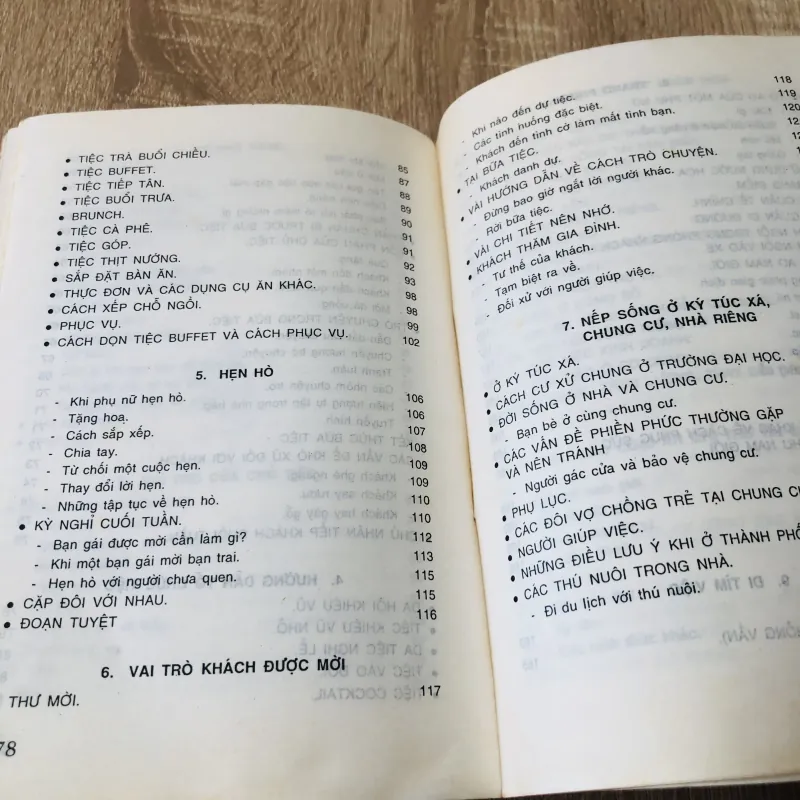 • TIỆC TRÀ BUỔI CHIỀU. 85
• TIỆC BUFFET. 87
• TIỆC TIẾP TÂN. 88
• TIỆC BUỔI TRƯA. 89
• BRUNCH. 90
• TIỆC CÀ PHÊ. 91
• TIỆC GÓP. 91
• TIỆC THỊT NƯỚNG. 92
• SẮP ĐẶT BÀN ĂN. 93
• THỰC ĐƠN VÀ CÁC DỤNG CỤ ĂN KHÁC. 98
• CÁCH XẾP CHỖ NGỒI. 98
• PHỤC VỤ. 99
• CÁCH DỌN TIỆC BUFFET VÀ CÁCH PHỤC VỤ. 102
5. HẸN HÒ
- Khi phụ nữ hẹn hò. 106
- Tặng hoa. 106
- Cách sắp xếp. 107
- Chia tay. 108
- Từ chối một cuộc hẹn. 109
- Thay đổi lời hẹn. 109
- Những tập tục về hẹn hò. 110
• KỲ NGHỈ CUỐI TUẦN. 110
- Bạn gái được mời cần làm gì? 112
- Khi một bạn gái mời bạn trai. 113
- Hẹn hò với người chưa quen. 115
• CẶP ĐÔI VỚI NHAU. 115
• ĐOẠN TUYỆT 116
6. VAI TRÒ KHÁCH ĐƯỢC MỜI
THƯ MỜI. 117
78
- Khi nào đến dự tiệc. 118
- Các tình huống đặc biệt. 119
- Khách đến tình cờ làm mất tình bạn. 120
• TẠI BỮA TIỆC.
- Khách danh dự.
• VÀI HƯỚNG DẪN VỀ CÁCH TRÒ CHUYỆN.
- Đừng bao giờ ngắt lời người khác.
- Rời bữa tiệc.
• VÀI CHI TIẾT NÊN NHỚ.
• KHÁCH THĂM GIA ĐÌNH.
- Tư thế của khách.
- Tạm biệt ra về.
- Đối xử với người giúp việc.
7. NẾP SỐNG Ở KÝ TÚC XÁ,
CHUNG CƯ, NHÀ RIÊNG
• Ở KÝ TÚC XÁ.
• CÁCH CƯ XỬ CHUNG Ở TRƯỜNG ĐẠI HỌC.
• ĐỜI SỐNG Ở NHÀ VÀ CHUNG CƯ.
- Bạn bè ở cùng chung cư.
• CÁC VẤN ĐỀ PHIỀN PHỨC THƯỜNG GẶP
VÀ NÊN TRÁNH
- Người gác cửa và bảo vệ chung cư.
• PHỤ LỤC.
• CÁC ĐÔI VỢ CHỒNG TRẺ TẠI CHUNG
• NGƯỜI GIÚP VIỆC.
• NHỮNG ĐIỀU LƯU Ý KHI Ở THÀNH PHỐ
• CÁC THÚ NUÔI TRONG NHÀ.
- Đi du lịch với thú nuôi.